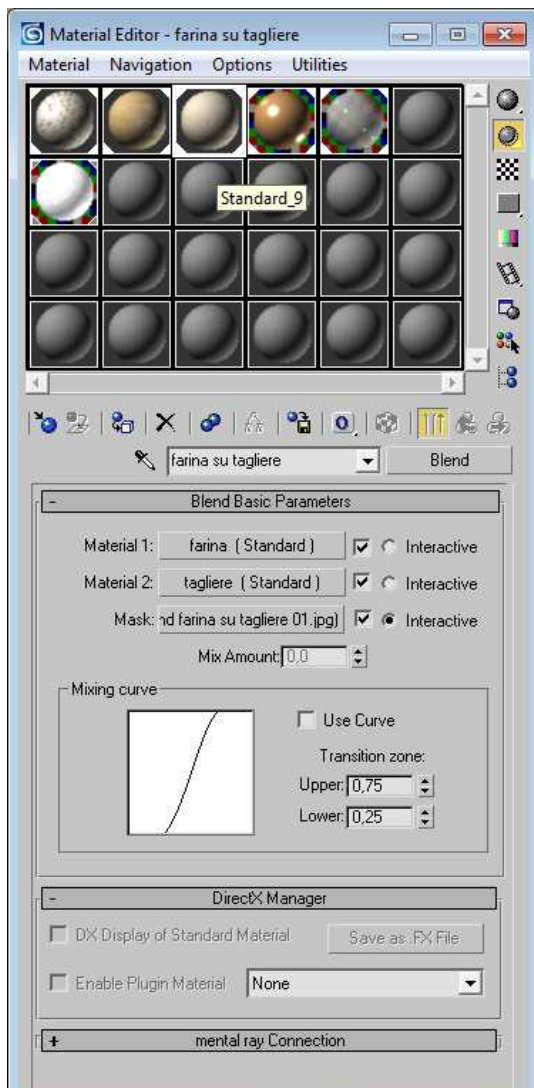 Material Editor - farina su tagliere
Material Navigation Options Utilities
Standard_9
farina su tagliere Blend
- Blend Basic Parameters
Material 1: farina ( Standard ) Interactive
Material 2: tagliere ( Standard ) Interactive
Mask: nd farina su tagliere 01.jpg) Interactive
Mix Amount: 0,0
Mixing curve
Use Curve
Transition zone:
Upper: 0,75
Lower: 0,25
- DirectX Manager
DX Display of Standard Material Save as .FX File
Enable Plugin Material None
+ mental ray Connection